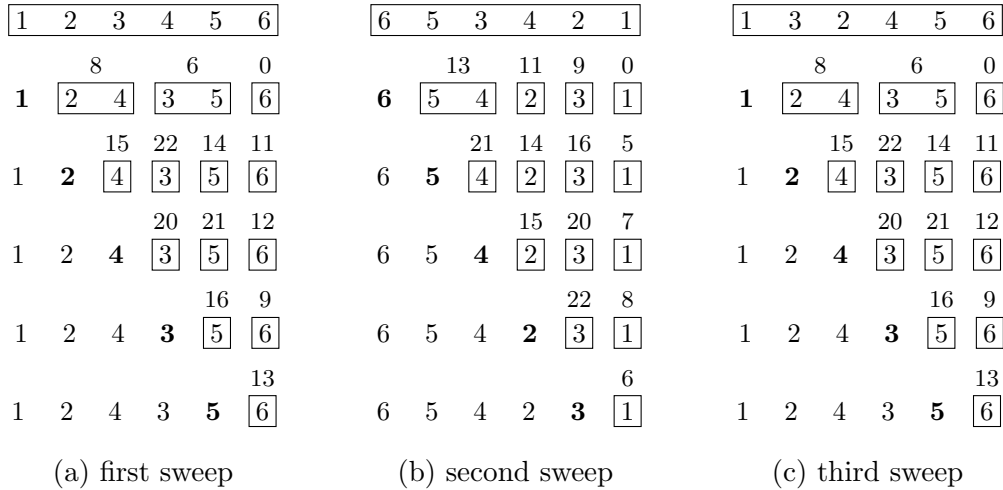 1 2 3 4 5 6
8 6 0
1 2 4 3 5 6
15 22 14 11
1 2 4 3 5 6
20 21 12
1 2 4 3 5 6
16 9
1 2 4 3 5 6
13
1 2 4 3 5 6
(a) first sweep
6 5 3 4 2 1
13 11 9 0
6 5 4 2 3 1
21 14 16 5
6 5 4 2 3 1
15 20 7
6 5 4 2 3 1
22 8
6 5 4 2 3 1
6
6 5 4 2 3 1
(b) second sweep
1 3 2 4 5 6
8 6 0
1 2 4 3 5 6
15 22 14 11
1 2 4 3 5 6
20 21 12
1 2 4 3 5 6
16 9
1 2 4 3 5 6
13
1 2 4 3 5 6
(c) third sweep